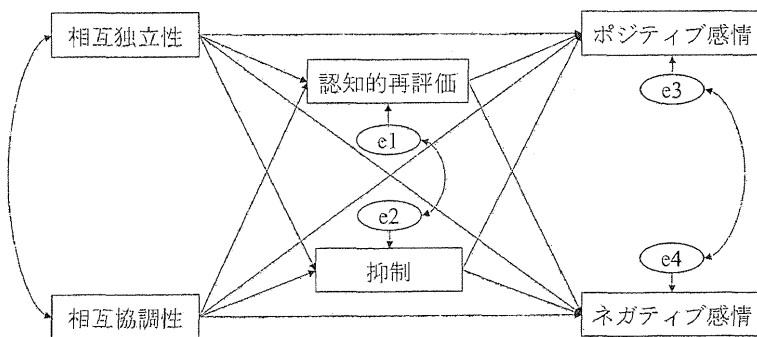 相互独立性
ポジティブ感情
認知的再評価
e3
e1
e2
e4
抑制
相互協調性
ネガティブ感情